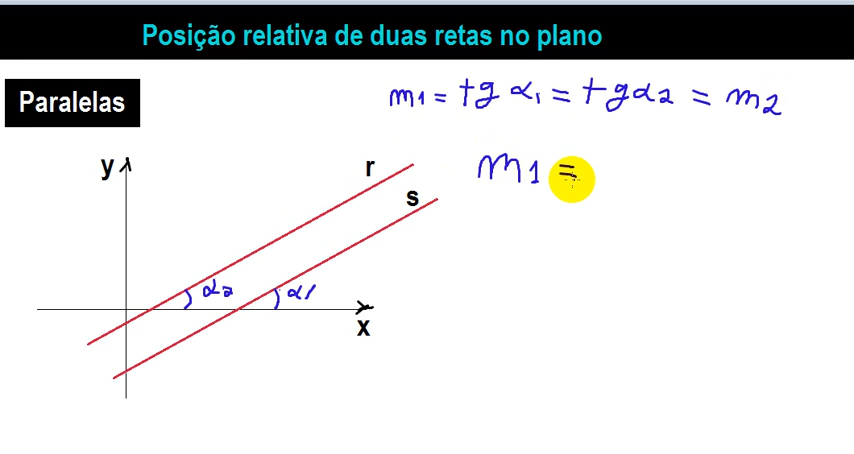 Posição relativa de duas retas no plano
Paralelas
m1 = tg α1 = tg α2 = m2
m1 =
y
r
s
α2
α1
x